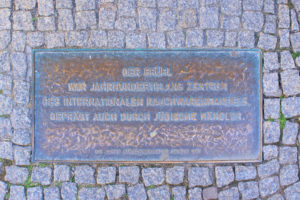 DER BRÜHL
WAR JAHRHUNDERTELANG ZENTRUM
DES INTERNATIONALEN RAUCHWARENHANDELS,
GEPRÄGT AUCH DURCH JÜDISCHE HÄNDLER